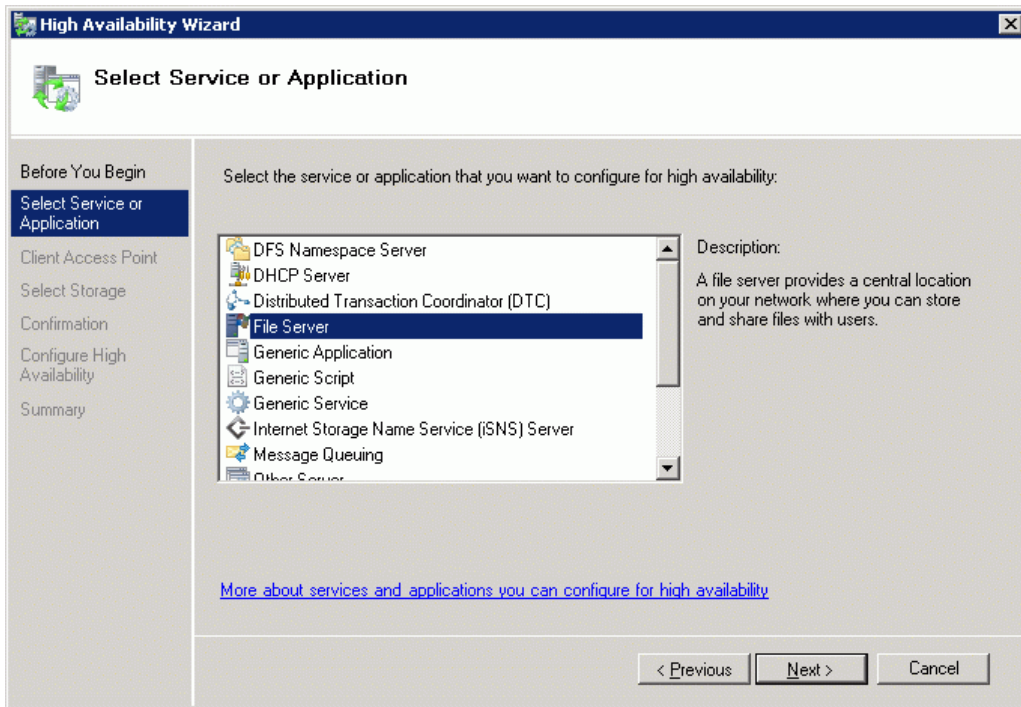 High Availability Wizard
Select Service or Application
Before You Begin
Select Service or
Application
Client Access Point
Select Storage
Confirmation
Configure High
Availability
Summary
Select the service or application that you want to configure for high availability:
DFS Namespace Server
DHCP Server
Distributed Transaction Coordinator (DTC)
File Server
Generic Application
Generic Script
Generic Service
Internet Storage Name Service (iSNS) Server
Message Queuing
Other Server
Description:
A file server provides a central location
on your network where you can store
and share files with users.
More about services and applications you can configure for high availability
< Previous
Next >
Cancel